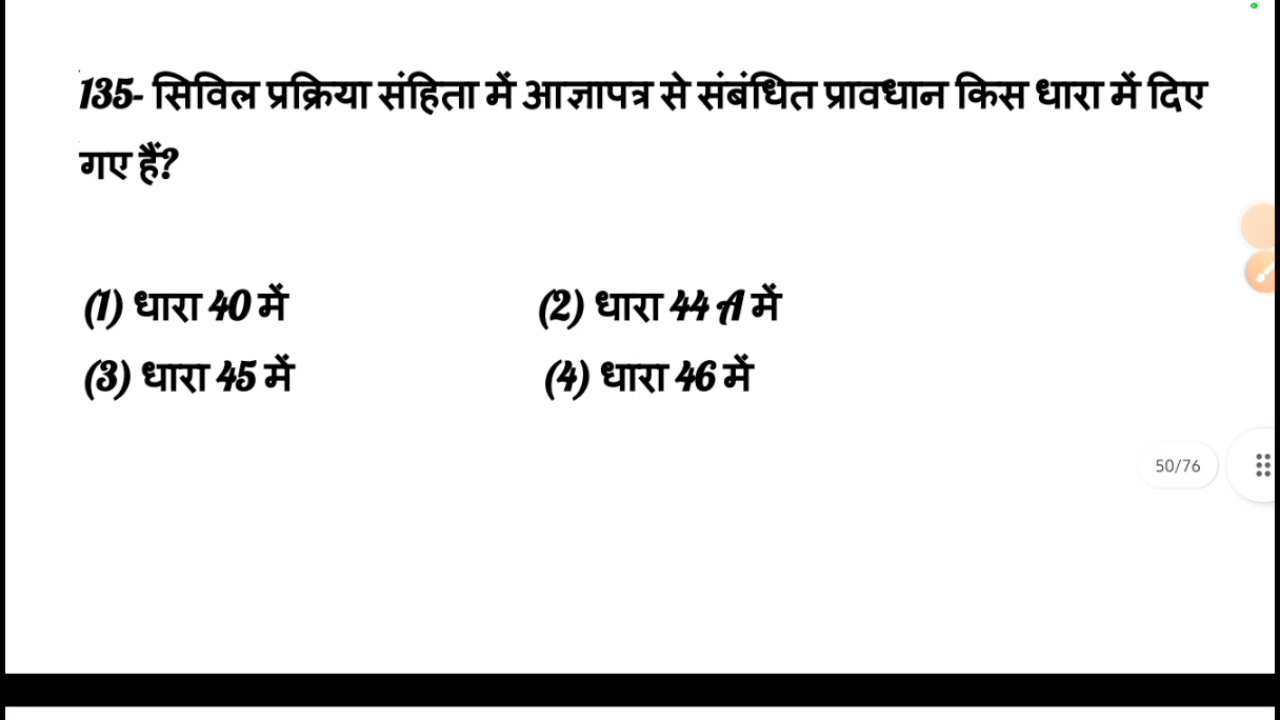 135- सिविल प्रक्रिया संहिता में आज्ञापत्र से संबंधित प्रावधान किस धारा में दिए
गए हैं?
(1) धारा 40 में (2) धारा 44 A में
(3) धारा 45 में (4) धारा 46 में
50/76